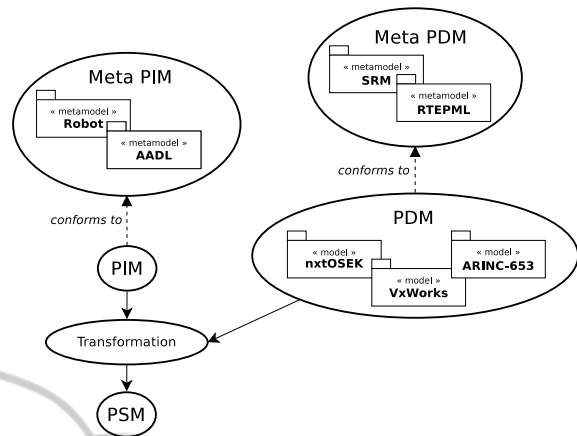 Meta PIM
« metamodel »
Robot
« metamodel »
AADL
Meta PDM
« metamodel »
SRM
« metamodel »
RTEPML
conforms to
conforms to
PIM
PDM
« model »
nxtOSEK
« model »
VxWorks
« model »
ARINC-653
Transformation
PSM